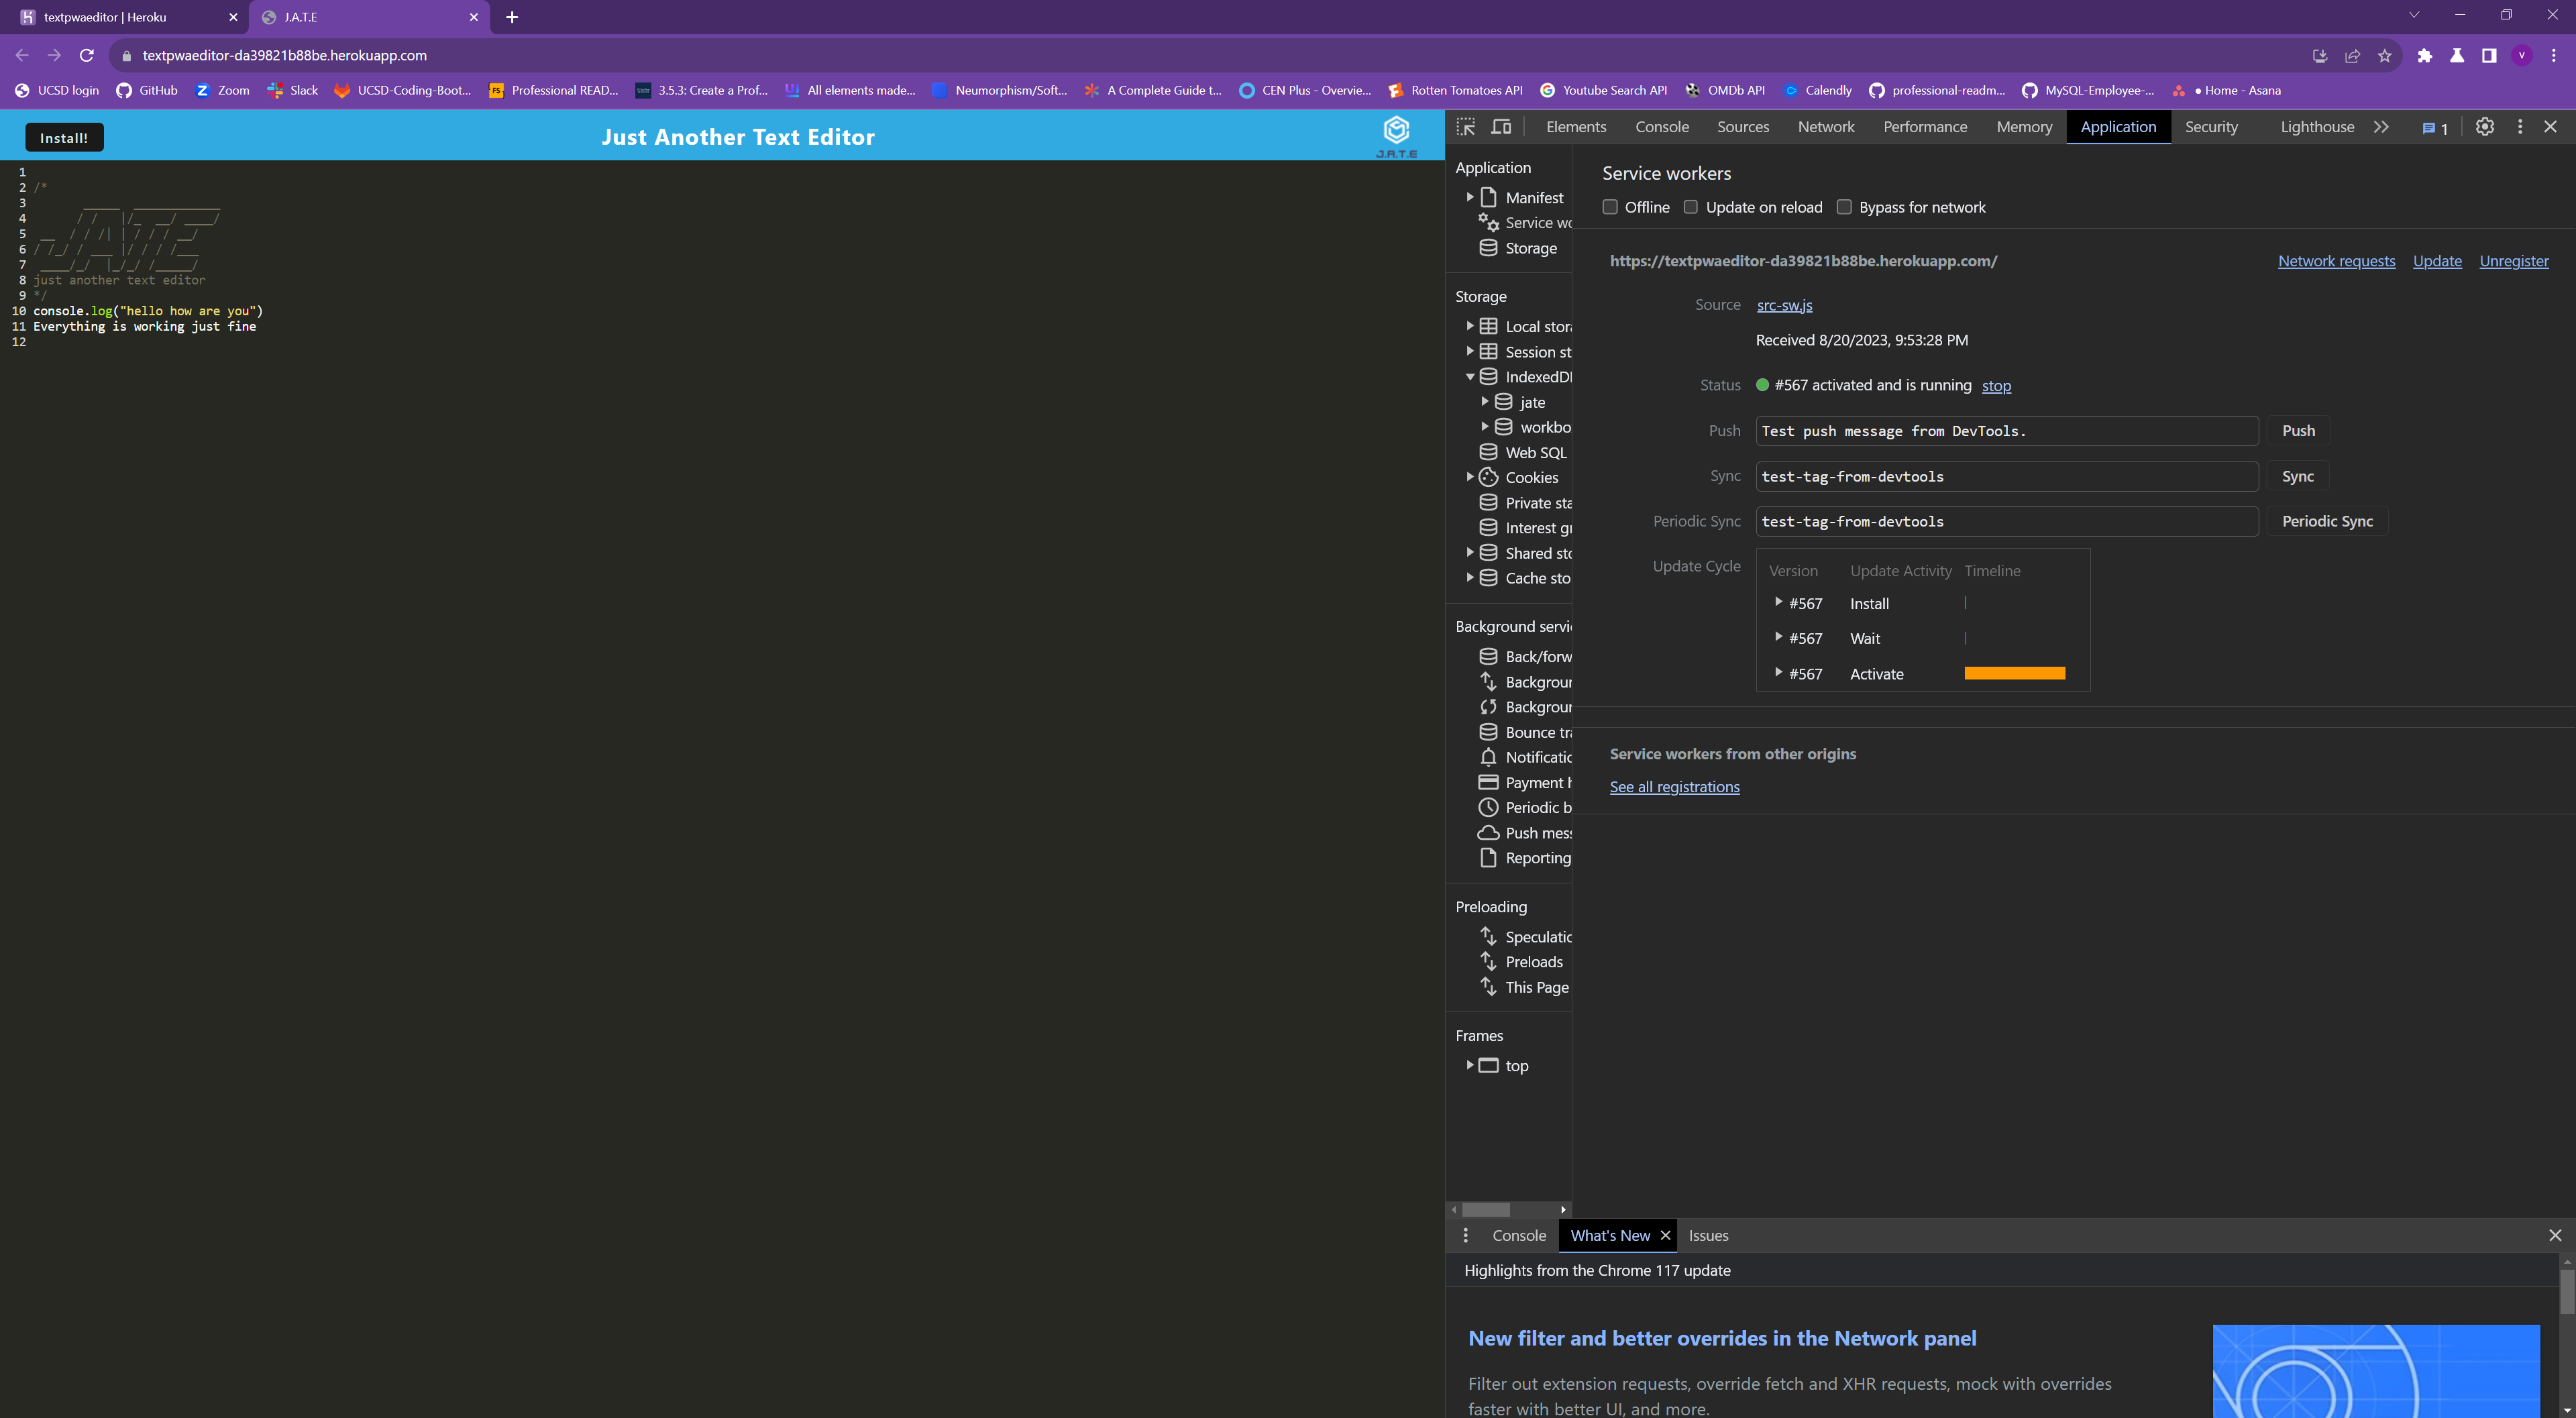 textpwaeditor | Heroku
J.A.T.E
textpwaeditor-da39821b88be.herokuapp.com
UCSD login GitHub Zoom Slack UCSD-Coding-Boot... Professional READ... 3.5.3: Create a Prof... All elements made... Neumorphism/Soft... A Complete Guide t... CEN Plus - Overvie... Rotten Tomatoes API Youtube Search API OMDb API Calendly professional-readm... MySQL-Employee-... • Home - Asana
Install!
Just Another Text Editor
J.A.T.E
1
2 /*
3
4
5
6
7
8 just another text editor
9 */
10 console.log("hello how are you")
11 Everything is working just fine
12
Elements Console Sources Network Performance Memory Application Security Lighthouse 1
Application
Manifest
Service wo
Storage
Storage
Local stora
Session st
IndexedDB
jate
workbo
Web SQL
Cookies
Private sta
Interest gr
Shared sto
Cache sto
Background servi
Back/forw
Backgroun
Backgroun
Bounce tra
Notificatio
Payment h
Periodic b
Push mess
Reporting
Preloading
Speculatio
Preloads
This Page
Frames
top
Service workers
Offline Update on reload Bypass for network
https://textpwaeditor-da39821b88be.herokuapp.com/
Network requests Update Unregister
Source src-sw.js
Received 8/20/2023, 9:53:28 PM
Status #567 activated and is running stop
Push Test push message from DevTools. Push
Sync test-tag-from-devtools Sync
Periodic Sync test-tag-from-devtools Periodic Sync
Update Cycle
Version Update Activity Timeline
#567 Install
#567 Wait
#567 Activate
Service workers from other origins
See all registrations
Console What's New Issues
Highlights from the Chrome 117 update
New filter and better overrides in the Network panel
Filter out extension requests, override fetch and XHR requests, mock with overrides
faster with better UI, and more.